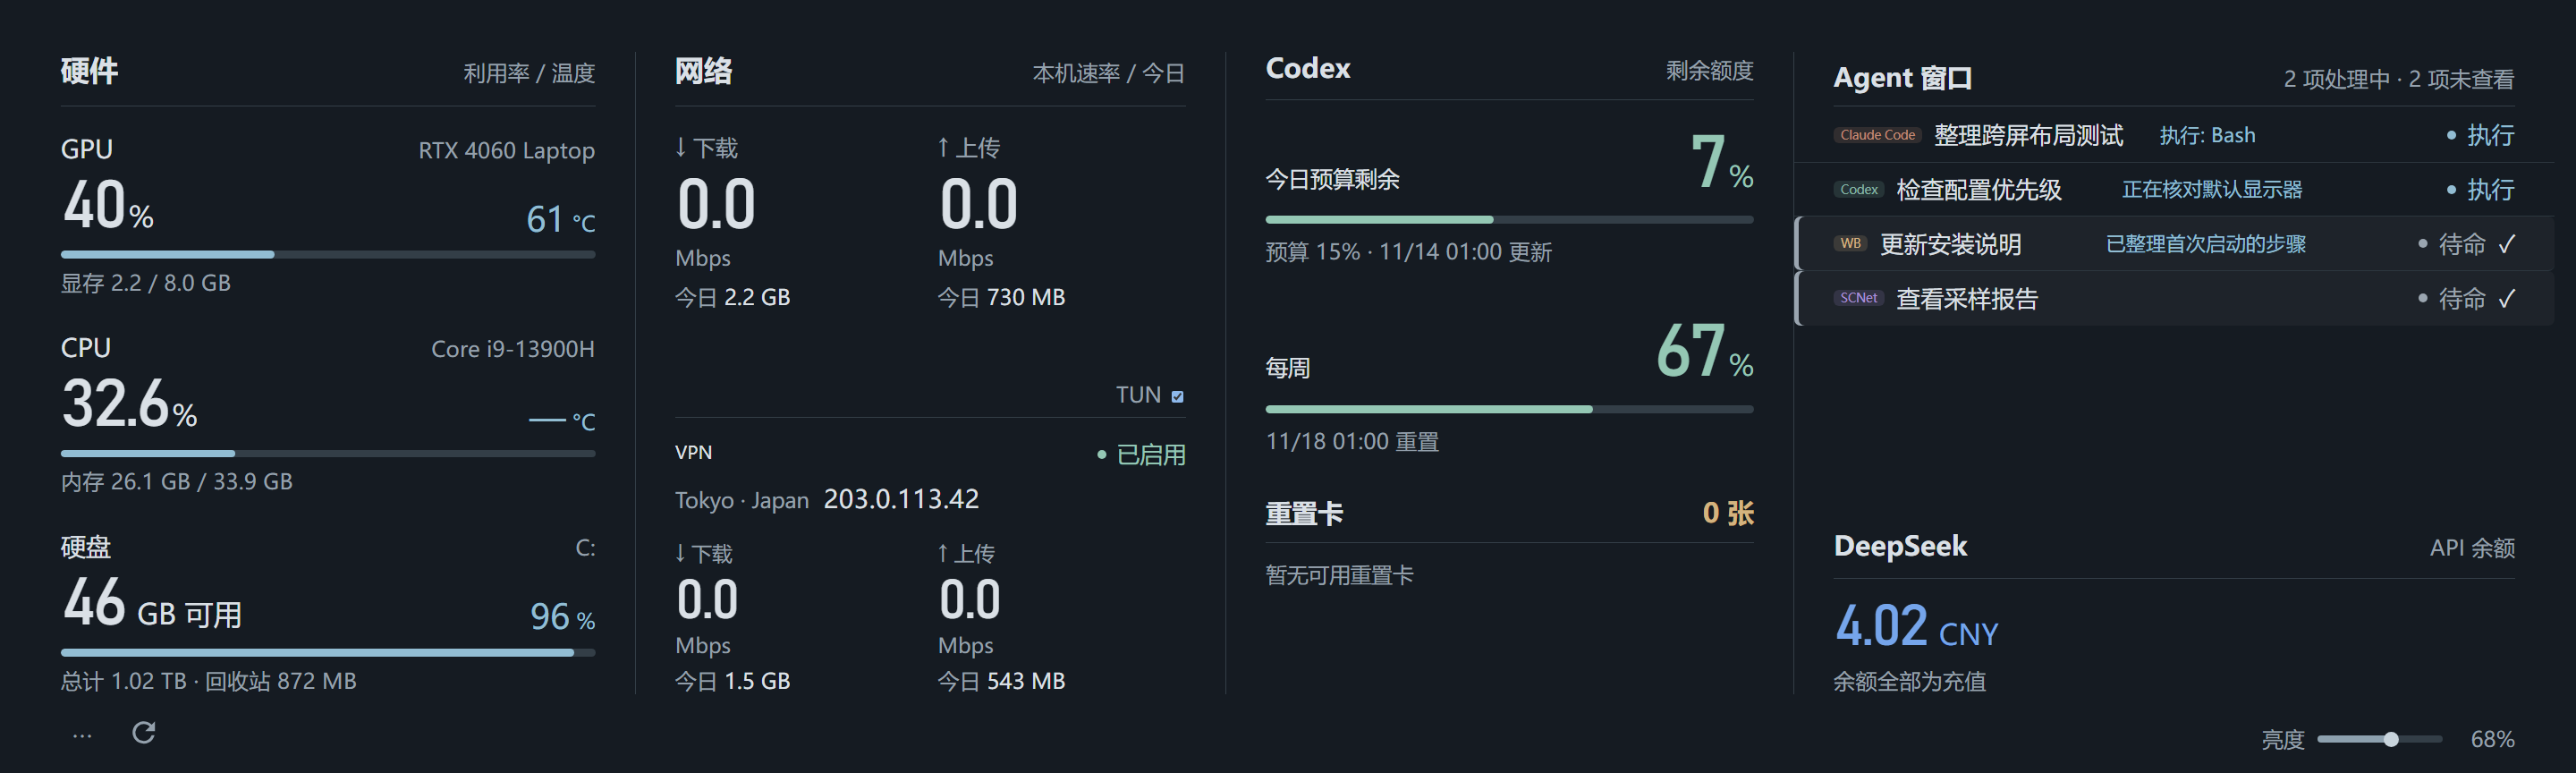 硬件 利用率 / 温度
GPU RTX 4060 Laptop
40% 61 °C
显存 2.2 / 8.0 GB
CPU Core i9-13900H
32.6% — °C
内存 26.1 GB / 33.9 GB
硬盘 C:
46 GB 可用 96 %
总计 1.02 TB · 回收站 872 MB
...
网络 本机速率 / 今日
↓ 下载 ↑ 上传
0.0 0.0
Mbps Mbps
今日 2.2 GB 今日 730 MB
TUN
VPN • 已启用
Tokyo · Japan 203.0.113.42
↓ 下载 ↑ 上传
0.0 0.0
Mbps Mbps
今日 1.5 GB 今日 543 MB
Codex 剩余额度
今日预算剩余 7%
预算 15% · 11/14 01:00 更新
每周 67%
11/18 01:00 重置
重置卡 0 张
暂无可用重置卡
Agent 窗口 2 项处理中 · 2 项未查看
Claude Code 整理跨屏布局测试 执行: Bash • 执行
Codex 检查配置优先级 正在核对默认显示器 • 执行
WB 更新安装说明 已整理首次启动的步骤 • 待命 ✓
SCNet 查看采样报告 • 待命 ✓
DeepSeek API 余额
4.02 CNY
余额全部为充值
亮度 68%